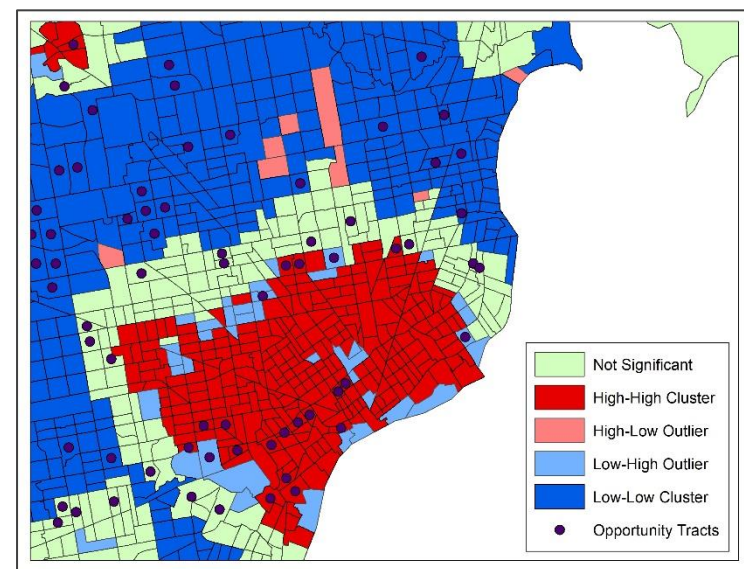 Not Significant
High-High Cluster
High-Low Outlier
Low-High Outlier
Low-Low Cluster
Opportunity Tracts